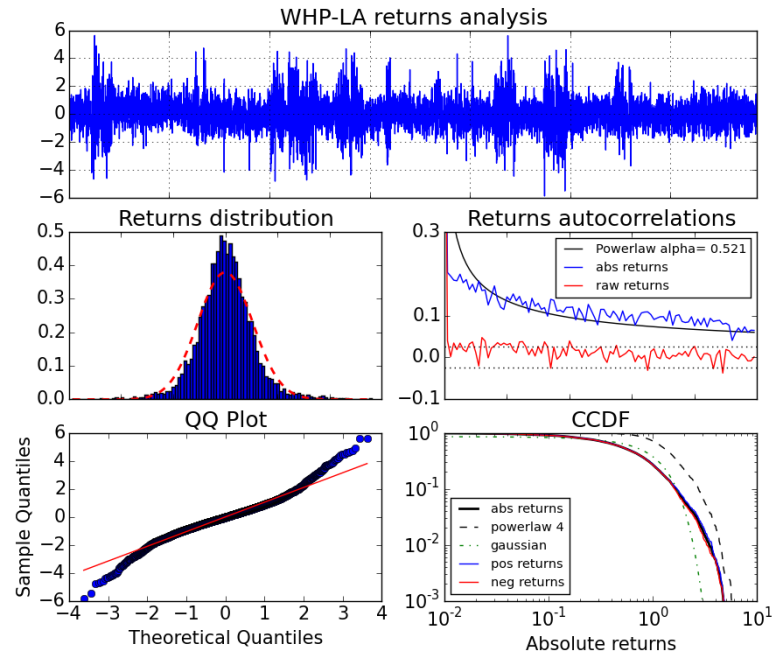 WHP-LA returns analysis
6
4
2
0
−2
−4
−6
Returns distribution
0.5
0.4
0.3
0.2
0.1
0.0
Returns autocorrelations
0.3
0.1
0.0
−0.1
Powerlaw alpha= 0.521
abs returns
raw returns
QQ Plot
Sample Quantiles
6
4
2
0
−2
−4
−6
−4 −3 −2 −1 0 1 2 3 4
Theoretical Quantiles
CCDF
10^0
10^-1
10^-2
10^-3
abs returns
powerlaw 4
gaussian
pos returns
neg returns
10^-2 10^-1 10^0 10^1
Absolute returns